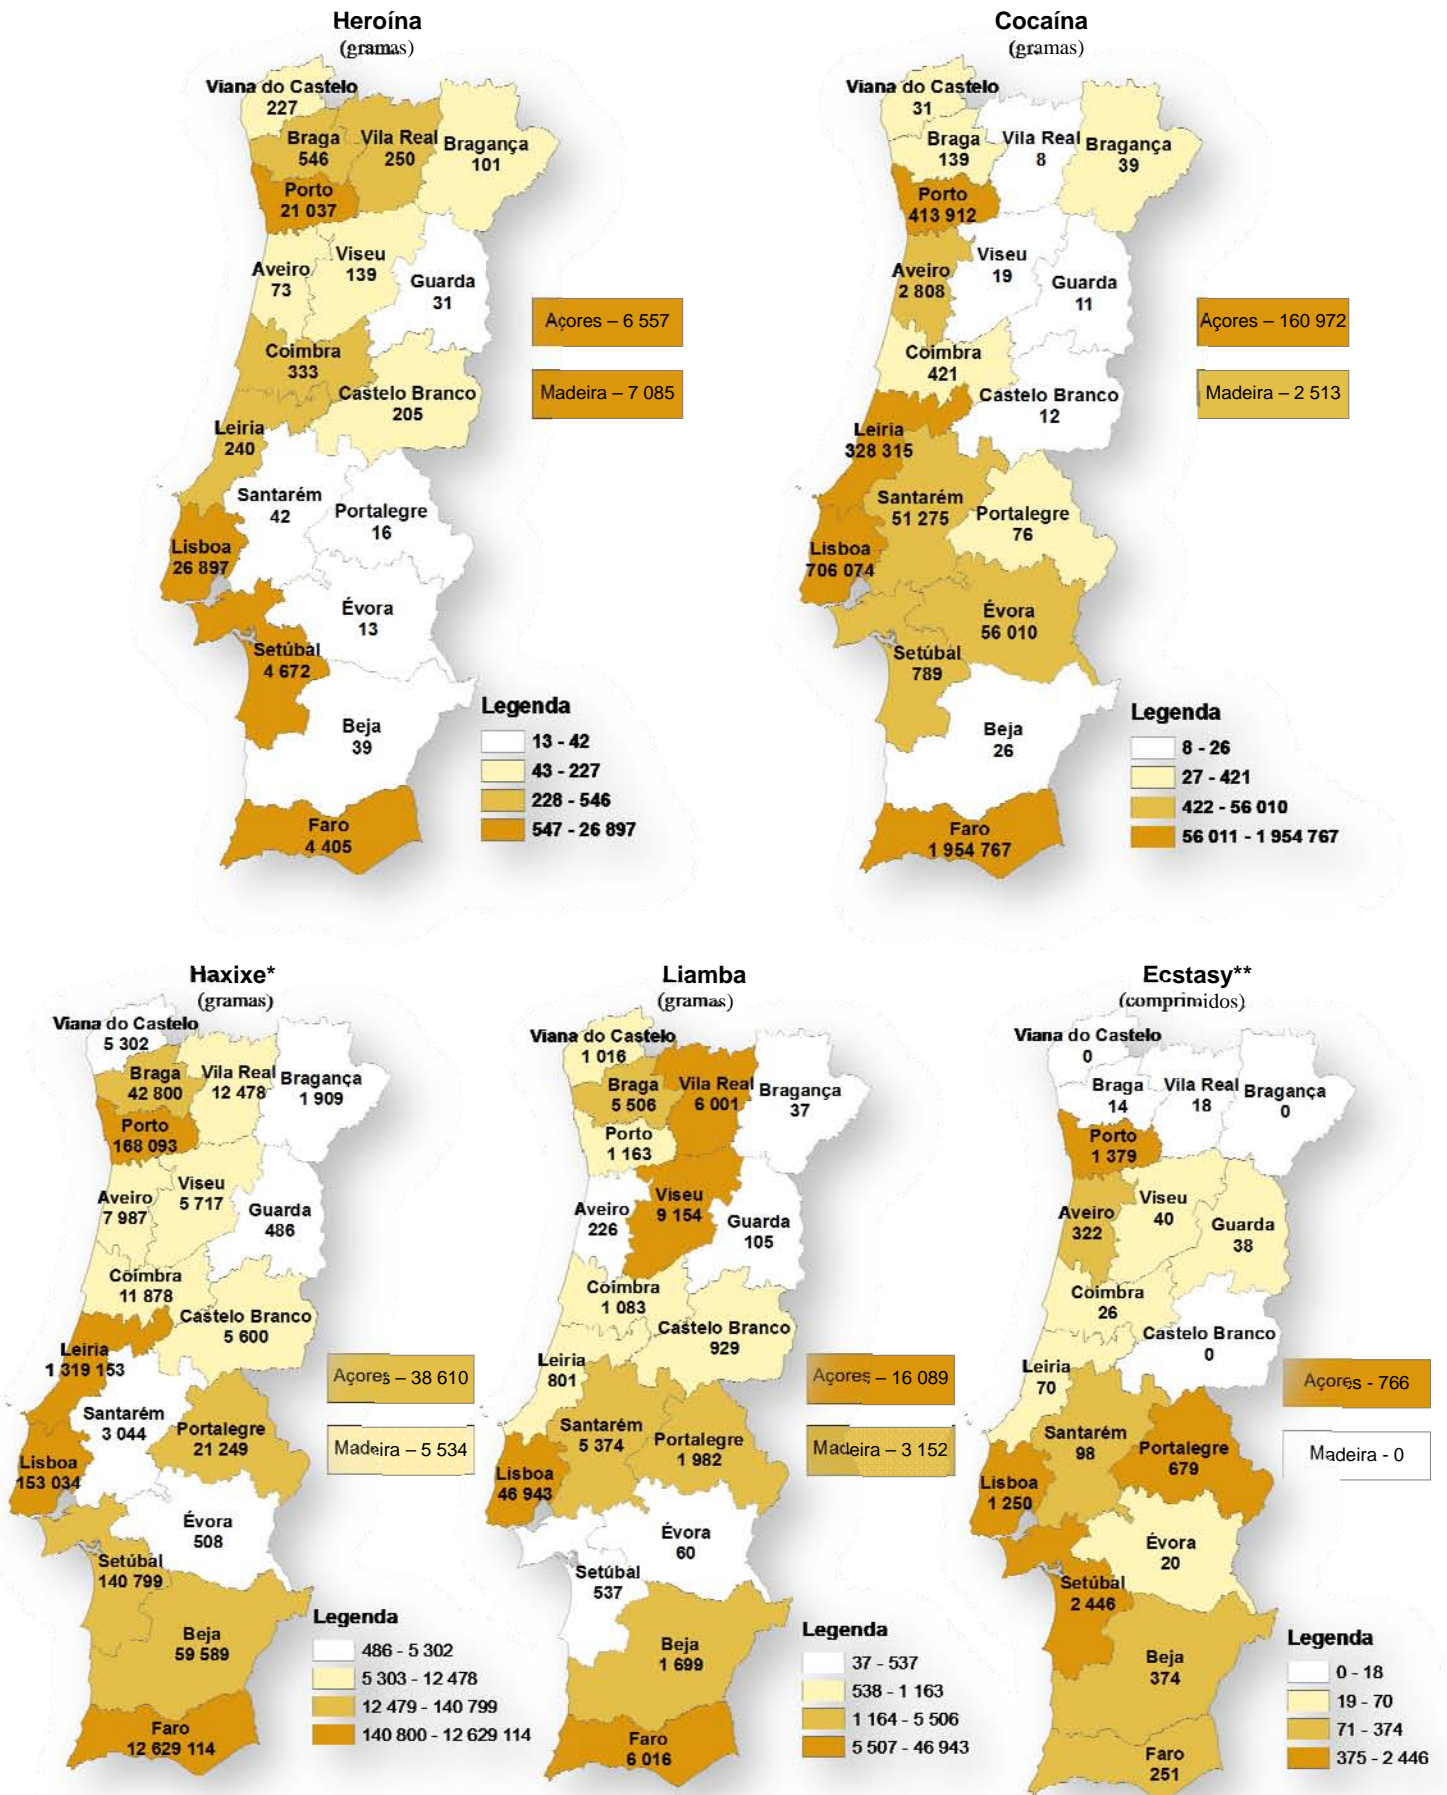 Heroína
(gramas)
Viana do Castelo
227
Braga
546
Vila Real
250
Bragança
101
Porto
21 037
Aveiro
73
Viseu
139
Guarda
31
Coimbra
333
Castelo Branco
205
Leiria
240
Santarém
42
Portalegre
16
Lisboa
26 897
Évora
13
Setúbal
4 672
Beja
39
Faro
4 405
Açores – 6 557
Madeira – 7 085
Legenda
13 - 42
43 - 227
228 - 546
547 - 26 897
Cocaína
(gramas)
Viana do Castelo
31
Braga
139
Vila Real
8
Bragança
39
Porto
413 912
Aveiro
2 808
Viseu
19
Guarda
11
Coimbra
421
Castelo Branco
12
Leiria
328 315
Santarém
51 275
Portalegre
76
Lisboa
706 074
Évora
56 010
Setúbal
789
Beja
26
Faro
1 954 767
Açores – 160 972
Madeira – 2 513
Legenda
8 - 26
27 - 421
422 - 56 010
56 011 - 1 954 767
Haxixe*
(gramas)
Viana do Castelo
5 302
Braga
42 800
Vila Real
12 478
Bragança
1 909
Porto
168 093
Aveiro
7 987
Viseu
5 717
Guarda
486
Coimbra
11 878
Castelo Branco
5 600
Leiria
1 319 153
Santarém
3 044
Portalegre
21 249
Lisboa
153 034
Évora
508
Setúbal
140 799
Beja
59 589
Faro
12 629 114
Açores – 38 610
Madeira – 5 534
Legenda
486 - 5 302
5 303 - 12 478
12 479 - 140 799
140 800 - 12 629 114
Liamba
(gramas)
Viana do Castelo
1 016
Braga
5 506
Vila Real
6 001
Bragança
37
Porto
1 163
Aveiro
226
Viseu
9 154
Guarda
105
Coimbra
1 083
Castelo Branco
929
Leiria
801
Santarém
5 374
Portalegre
1 982
Lisboa
46 943
Évora
60
Setúbal
537
Beja
1 699
Faro
6 016
Açores – 16 089
Madeira – 3 152
Legenda
37 - 537
538 - 1 163
1 164 - 5 506
5 507 - 46 943
Ecstasy**
(comprimidos)
Viana do Castelo
0
Braga
14
Vila Real
18
Bragança
0
Porto
1 379
Aveiro
322
Viseu
40
Guarda
38
Coimbra
26
Castelo Branco
0
Leiria
70
Santarém
98
Portalegre
679
Lisboa
1 250
Évora
20
Setúbal
2 446
Beja
374
Faro
251
Açores - 766
Madeira - 0
Legenda
0 - 18
19 - 70
71 - 374
375 - 2 446